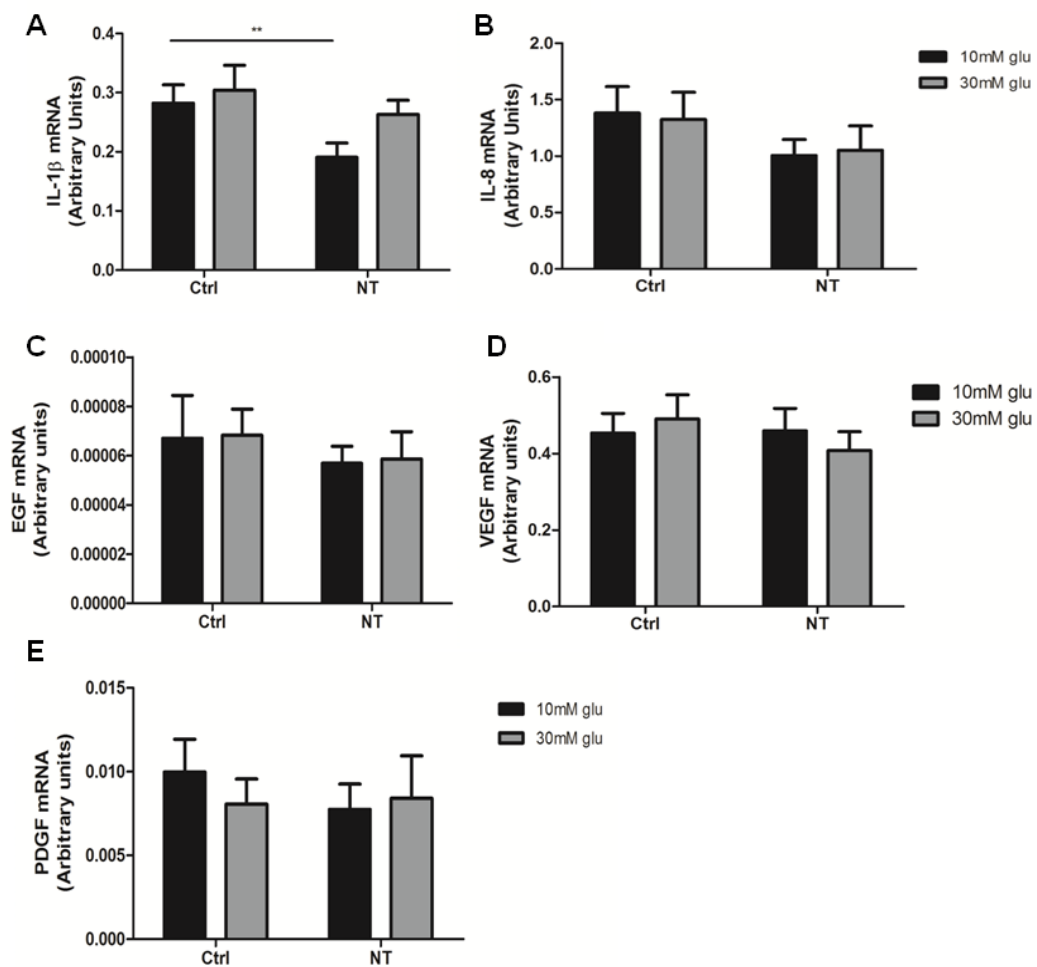 A
IL-1β mRNA
(Arbitrary Units)
0.4
0.3
0.2
0.1
0.0
**
Ctrl
NT
B
IL-8 mRNA
(Arbitrary Units)
2.0
1.5
1.0
0.5
0.0
Ctrl
NT
10mM glu
30mM glu
C
EGF mRNA
(Arbitrary units)
0.00010
0.00008
0.00006
0.00004
0.00002
0.00000
Ctrl
NT
D
VEGF mRNA
(Arbitrary units)
0.6
0.4
0.2
0.0
Ctrl
NT
10mM glu
30mM glu
E
PDGF mRNA
(Arbitrary units)
0.015
0.010
0.005
0.000
Ctrl
NT
10mM glu
30mM glu